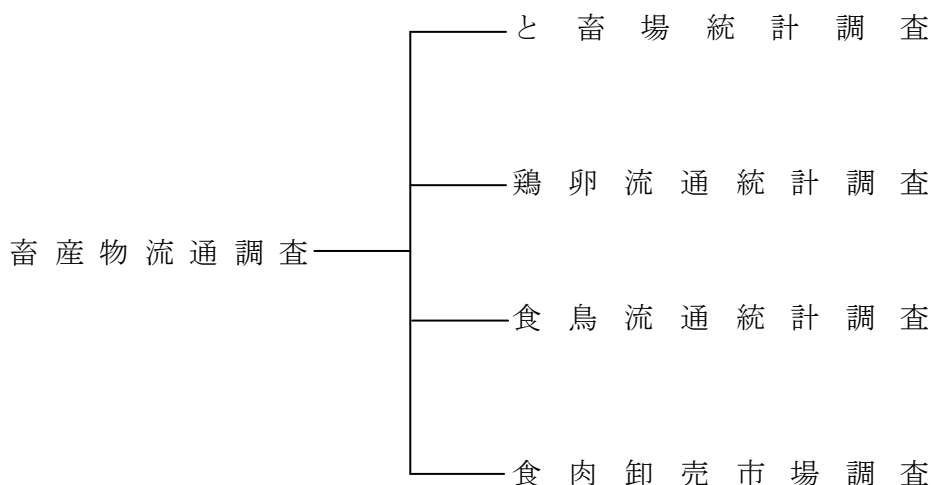 と畜場統計調査
鶏卵流通統計調査
畜産物流通調査
食鳥流通統計調査
食肉卸売市場調査